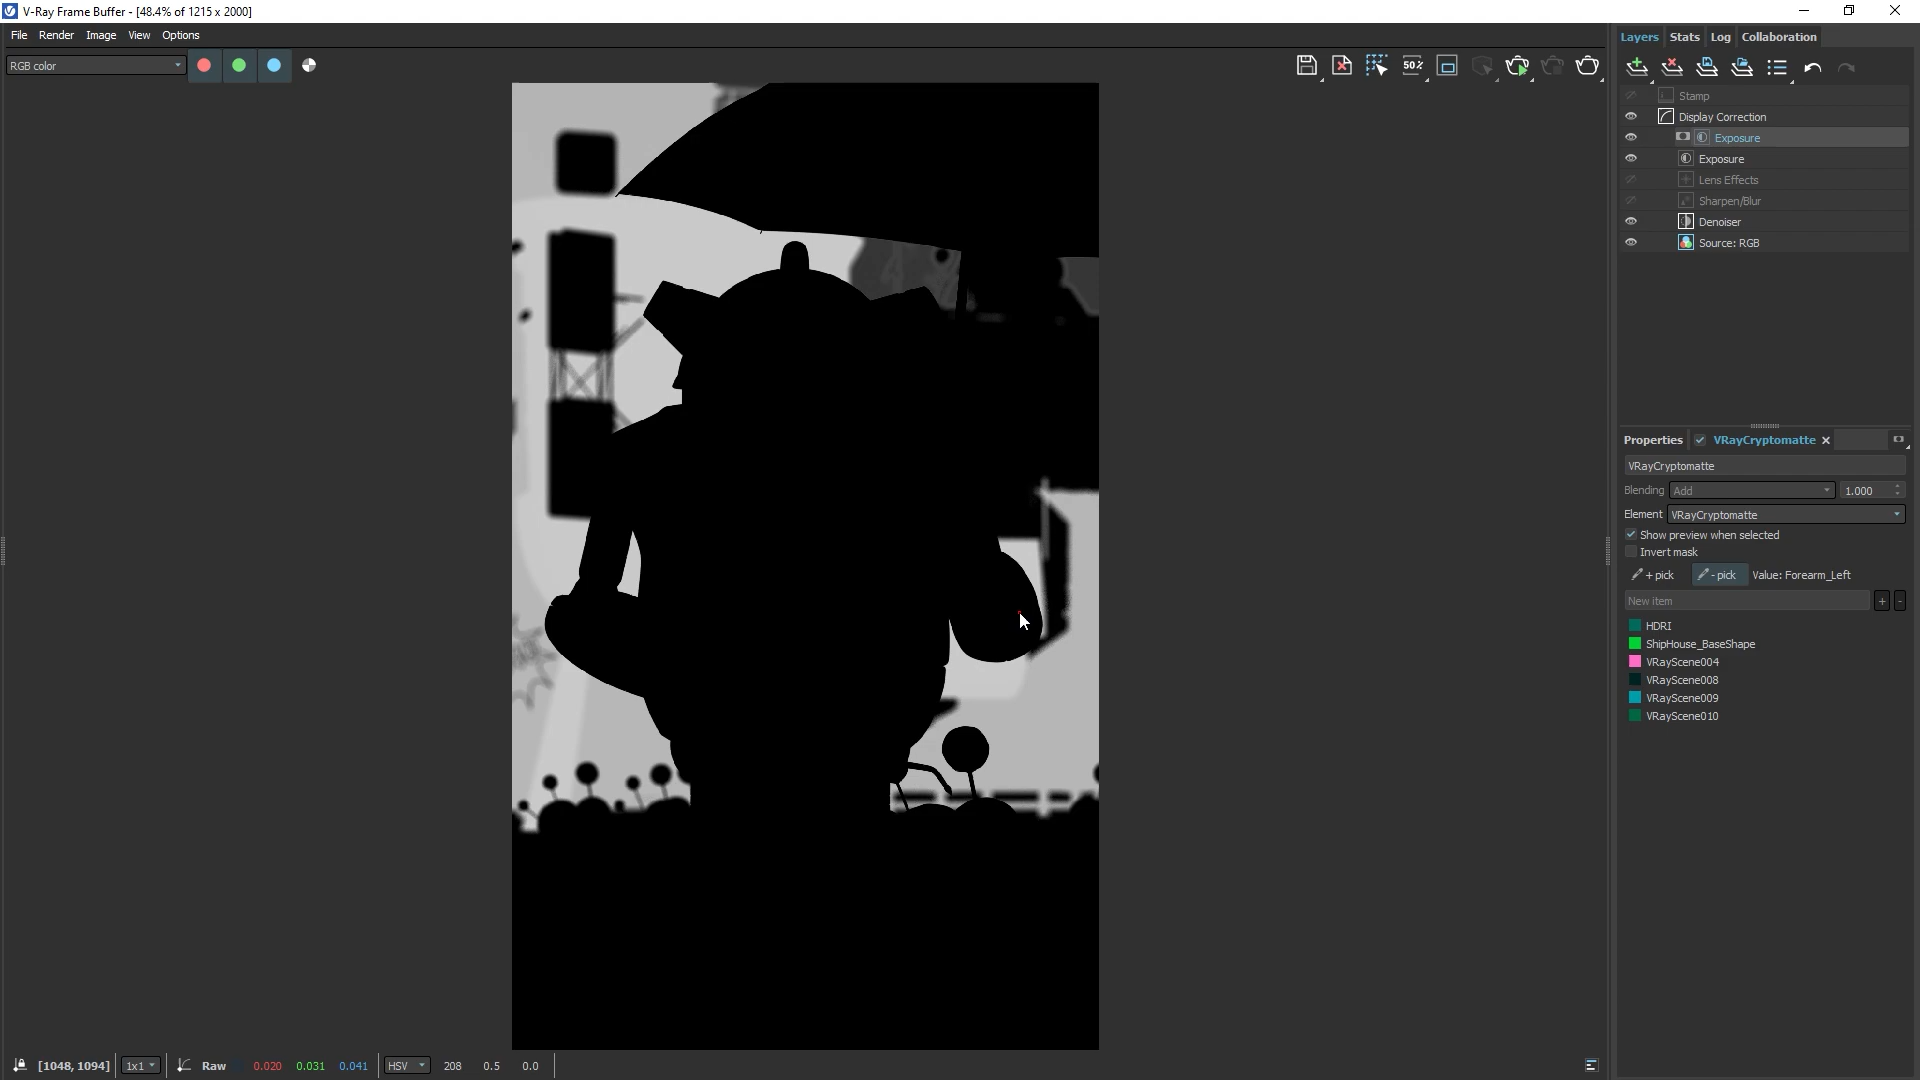 V-Ray Frame Buffer - [48.4% of 1215 x 2000]
File Render Image View Options
RGB color
50%
Layers Stats Log Collaboration
Stamp
Display Correction
Exposure
Exposure
Lens Effects
Sharpen/Blur
Denoiser
Source: RGB
Properties VRayCryptomatte
VRayCryptomatte
Blending Add 1.000
Element VRayCryptomatte
Show preview when selected
Invert mask
+ pick - pick Value: Forearm_Left
New item + -
HDRI
ShipHouse_BaseShape
VRayScene004
VRayScene008
VRayScene009
VRayScene010
[1048, 1094] 1x1 Raw 0.020 0.031 0.041 HSV 208 0.5 0.0